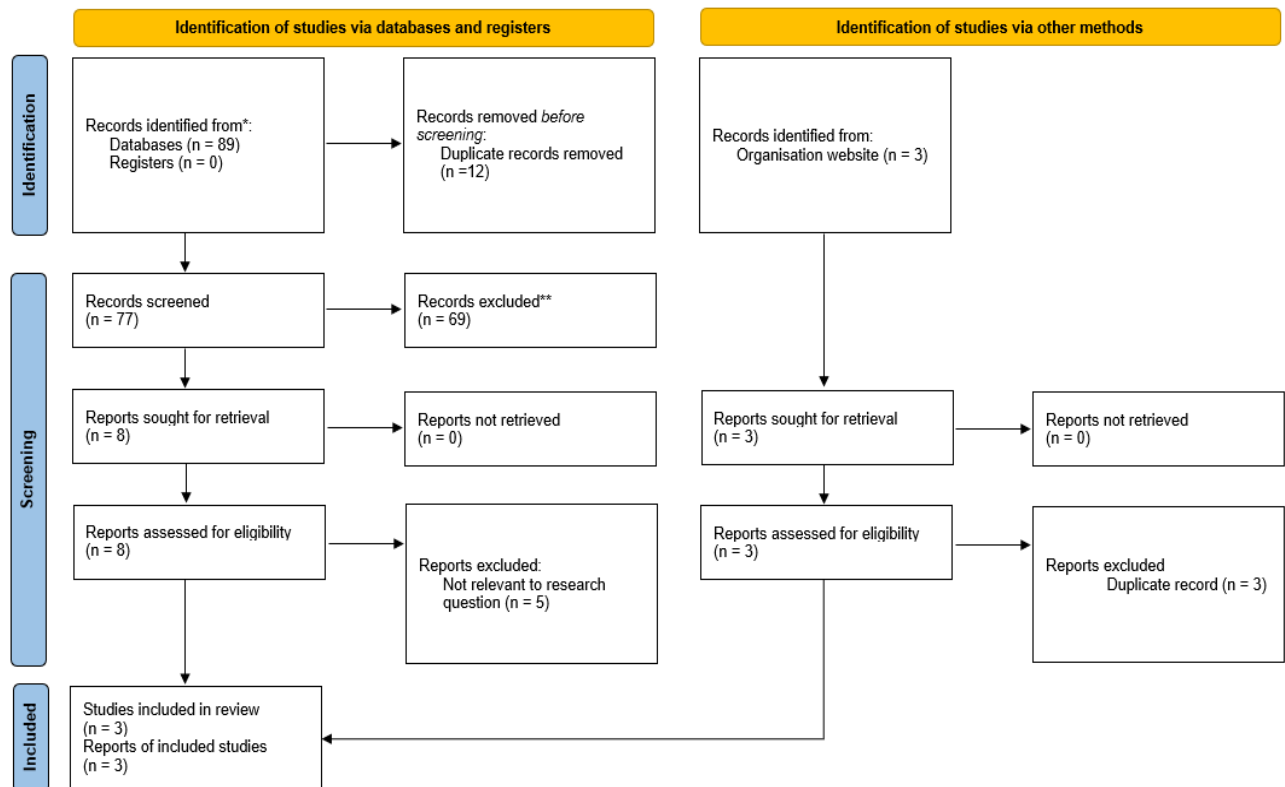 Identification of studies via databases and registers
Identification of studies via other methods
Identification
Records identified from*:
Databases (n = 89)
Registers (n = 0)
Records removed before
screening:
Duplicate records removed
(n =12)
Records identified from:
Organisation website (n = 3)
Screening
Records screened
(n = 77)
Records excluded**
(n = 69)
Reports sought for retrieval
(n = 8)
Reports not retrieved
(n = 0)
Reports sought for retrieval
(n = 3)
Reports not retrieved
(n = 0)
Reports assessed for eligibility
(n = 8)
Reports excluded:
Not relevant to research
question (n = 5)
Reports assessed for eligibility
(n = 3)
Reports excluded
Duplicate record (n = 3)
Included
Studies included in review
(n = 3)
Reports of included studies
(n = 3)